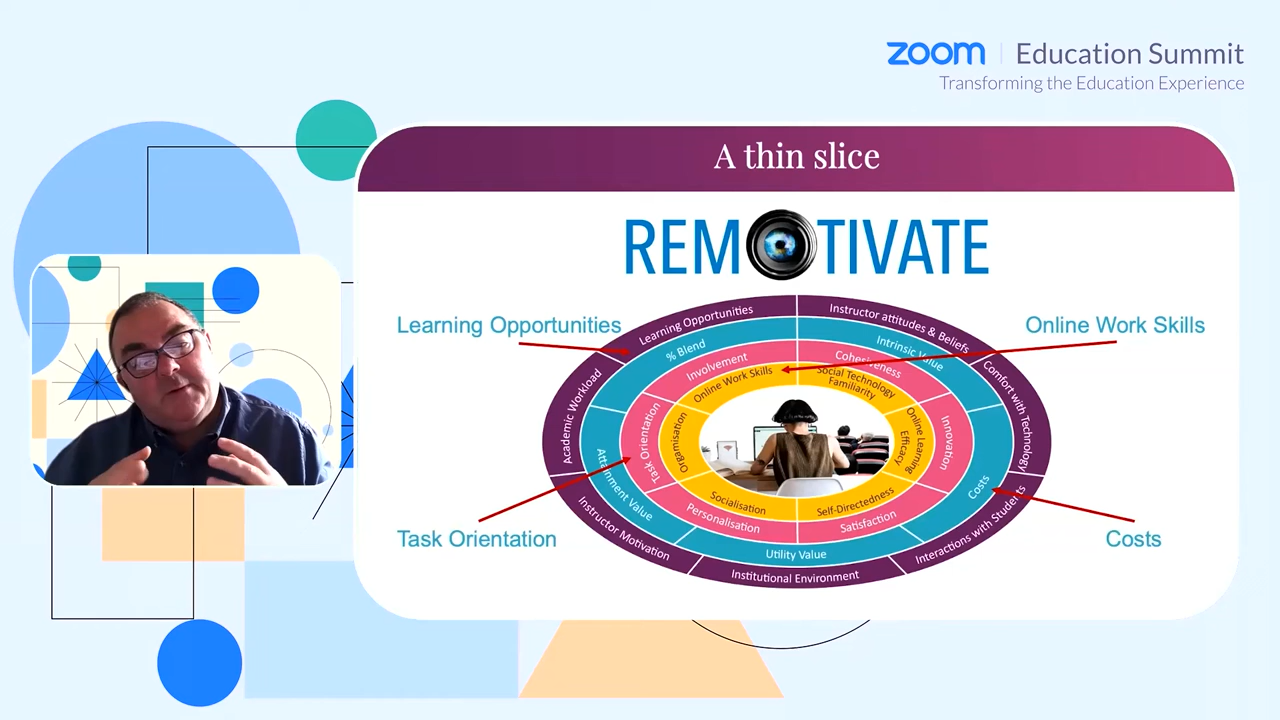 zoom | Education Summit
Transforming the Education Experience
A thin slice
REMOTIVATE
Learning Opportunities
Online Work Skills
Task Orientation
Costs
Learning Opportunities
Instructor attitudes & Beliefs
Comfort with Technology
Interactions with Students
Institutional Environment
Instructor Motivation
Academic Workload
% Blend
Intrinsic Value
Costs
Utility Value
Attainment Value
Involvement
Cohesiveness
Innovation
Satisfaction
Personalisation
Task Orientation
Online Work Skills
Social Technology
Familiarity
Online Learning
Efficacy
Self-Directedness
Socialisation
Organisation